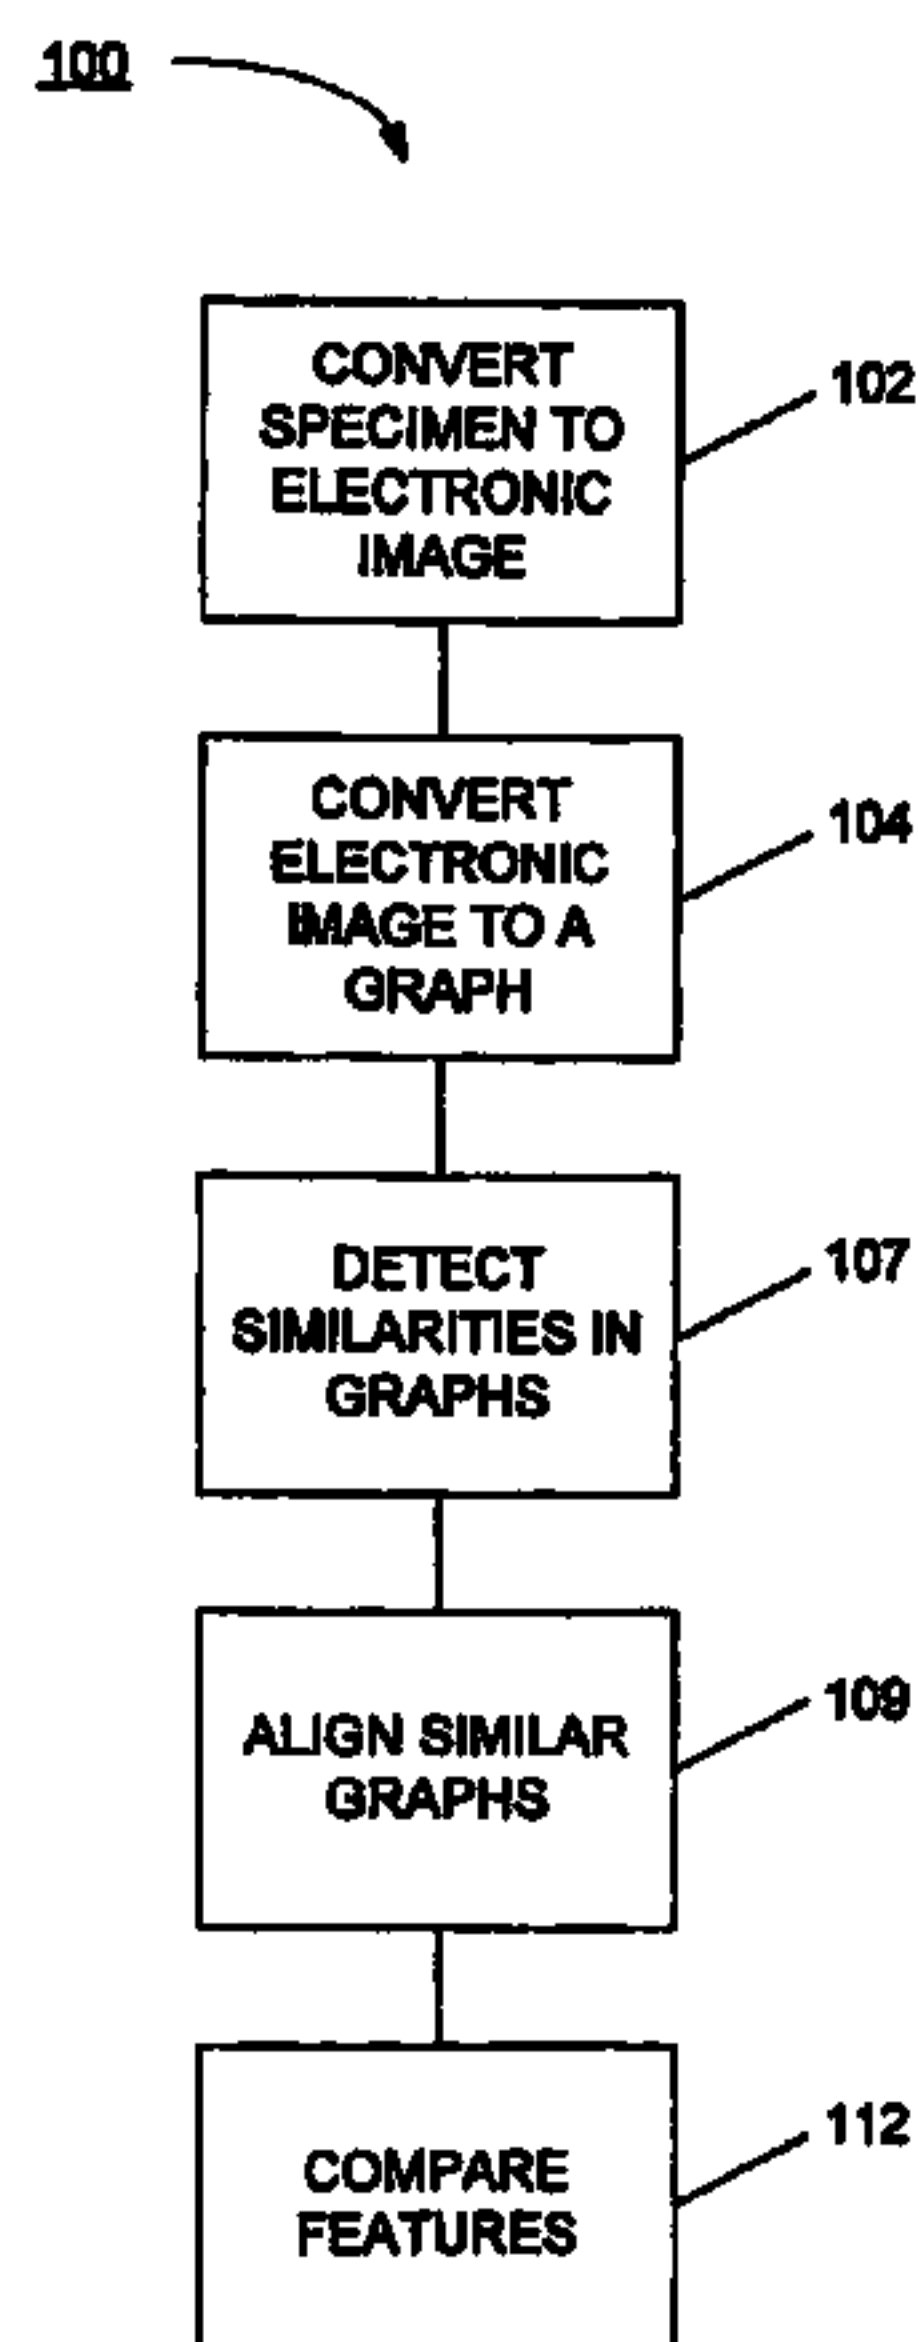 100
CONVERT
SPECIMEN TO
ELECTRONIC
IMAGE
102
CONVERT
ELECTRONIC
IMAGE TO A
GRAPH
104
DETECT
SIMILARITIES IN
GRAPHS
107
ALIGN SIMILAR
GRAPHS
109
COMPARE
FEATURES
112